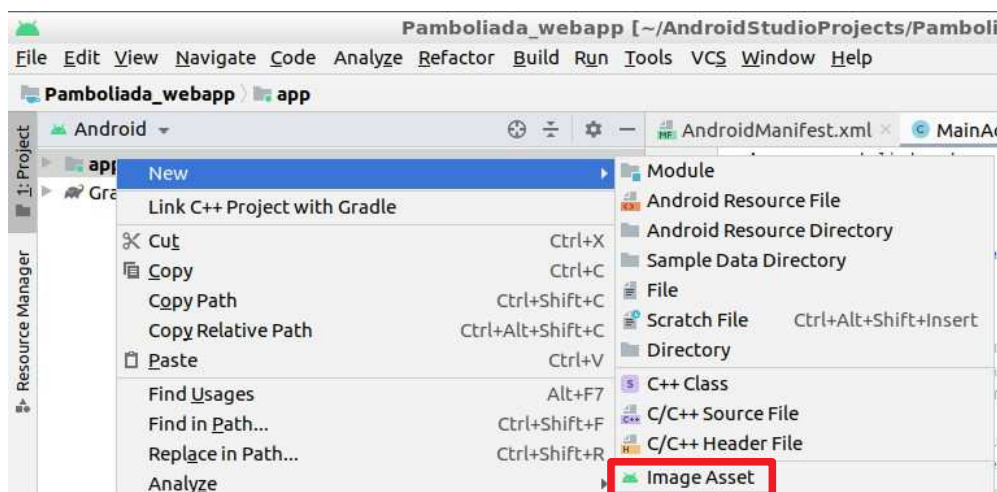 Pamboliada_webapp [~/AndroidStudioProjects/Pamboli
File Edit View Navigate Code Analyze Refactor Build Run Tools VCS Window Help
Pamboliada_webapp app
1: Project
Resource Manager
Android
AndroidManifest.xml MainAc
app
Gra
New
Link C++ Project with Gradle
Cut Ctrl+X
Copy Ctrl+C
Copy Path Ctrl+Shift+C
Copy Relative Path Ctrl+Alt+Shift+C
Paste Ctrl+V
Find Usages Alt+F7
Find in Path... Ctrl+Shift+F
Replace in Path... Ctrl+Shift+R
Analyze
Module
Android Resource File
Android Resource Directory
Sample Data Directory
File
Scratch File Ctrl+Alt+Shift+Insert
Directory
C++ Class
C/C++ Source File
C/C++ Header File
Image Asset